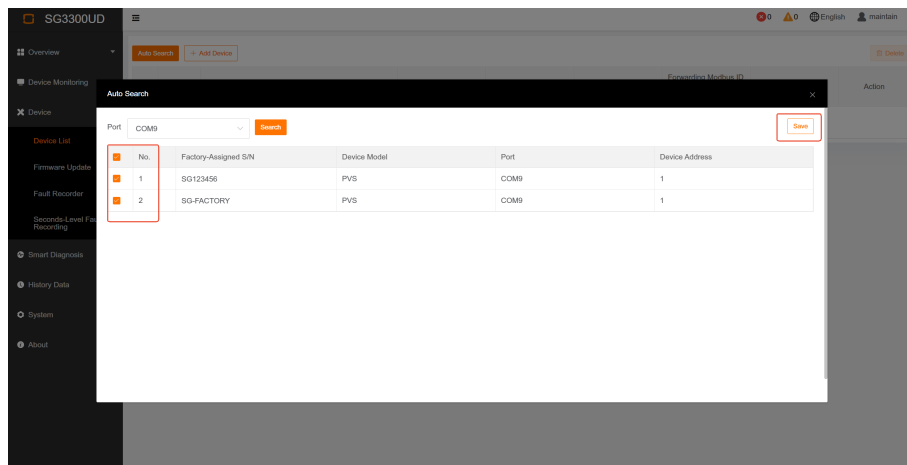 SG3300UD
0 0 English maintain
Overview
Auto Search + Add Device Delete
Device Monitoring
Forwarding Modbus ID
Action
Auto Search
Device
Port COM9 Search Save
Device List
No. Factory-Assigned S/N Device Model Port Device Address
Firmware Update
1 SG123456 PVS COM9 1
Fault Recorder
2 SG-FACTORY PVS COM9 1
Seconds-Level
Recording
Smart Diagnosis
History Data
System
About